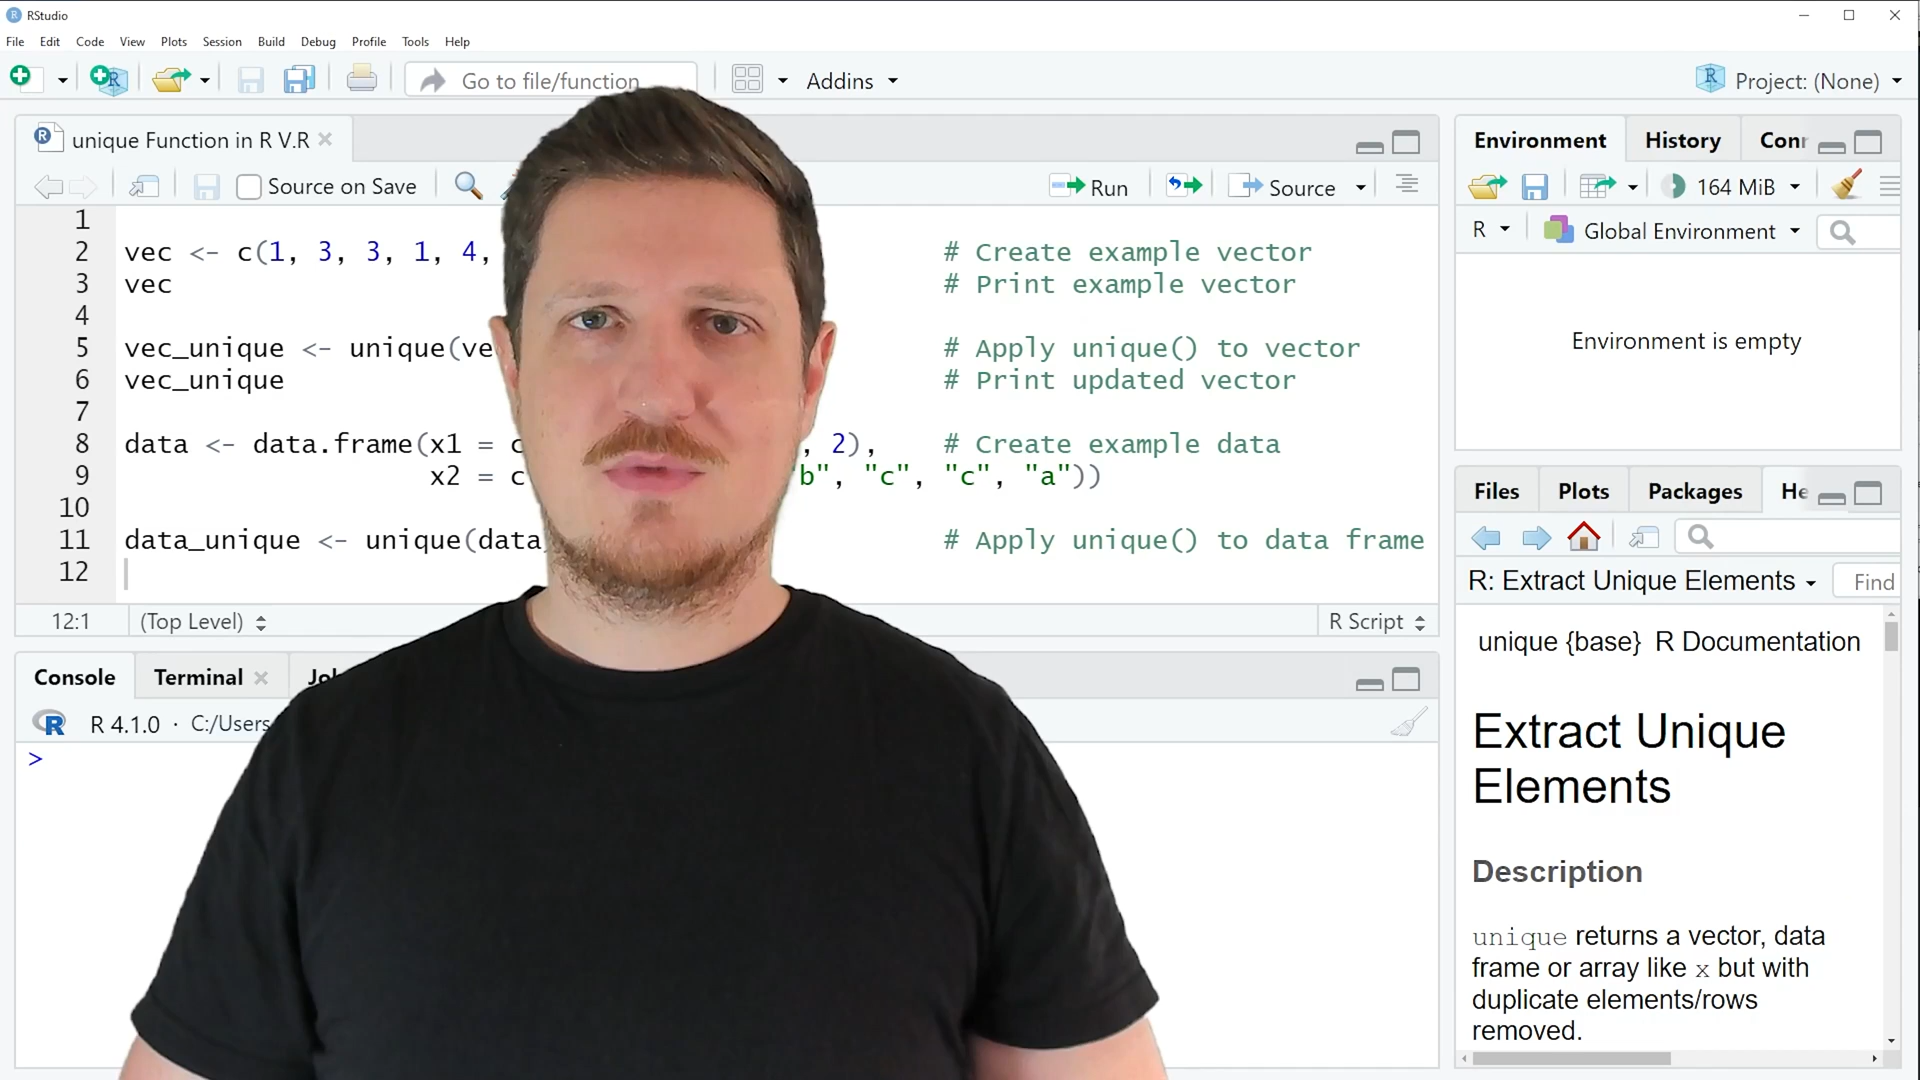 RStudio
File Edit Code View Plots Session Build Debug Profile Tools Help
Go to file/function Addins Project: (None)
unique Function in R V.R
Source on Save Run Source
1
2 vec <- c(1, 3, 3, 1, 4, # Create example vector
3 vec # Print example vector
4
5 vec_unique <- unique(ve # Apply unique() to vector
6 vec_unique # Print updated vector
7
8 data <- data.frame(x1 = c , 2), # Create example data
9 x2 = c b", "c", "c", "a"))
10
11 data_unique <- unique(data # Apply unique() to data frame
12
12:1 (Top Level) R Script
Console Terminal Jol
R 4.1.0 · C:/Users
>
Environment History Conr
164 MiB
R Global Environment
Environment is empty
Files Plots Packages He
R: Extract Unique Elements Find
unique {base} R Documentation
Extract Unique
Elements
Description
unique returns a vector, data
frame or array like x but with
duplicate elements/rows
removed.